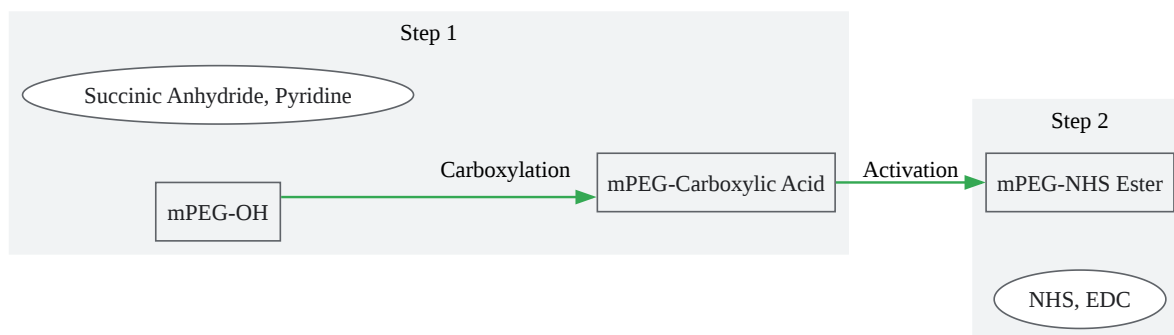 Step 1
Succinic Anhydride, Pyridine
Carboxylation
mPEG-OH
mPEG-Carboxylic Acid
Activation
Step 2
mPEG-NHS Ester
NHS, EDC